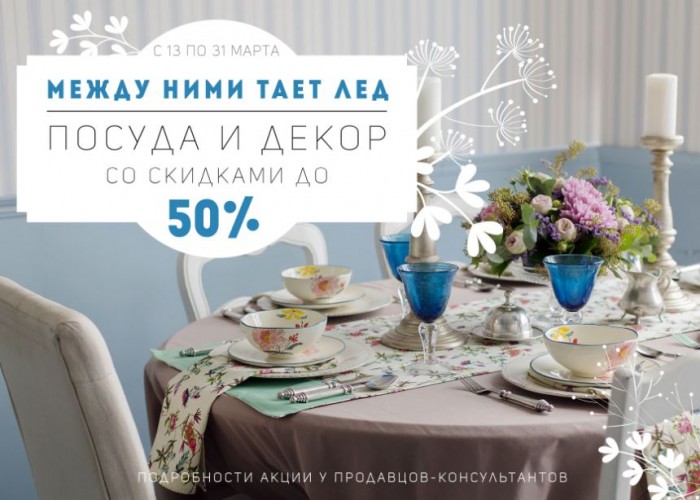 С 13 ПО 31 МАРТА
МЕЖДУ НИМИ ТАЕТ ЛЕД
ПОСУДА И ДЕКОР
СО СКИДКАМИ ДО
50%
ПОДРОБНОСТИ АКЦИИ У ПРОДАВЦОВ-КОНСУЛЬТАНТОВ